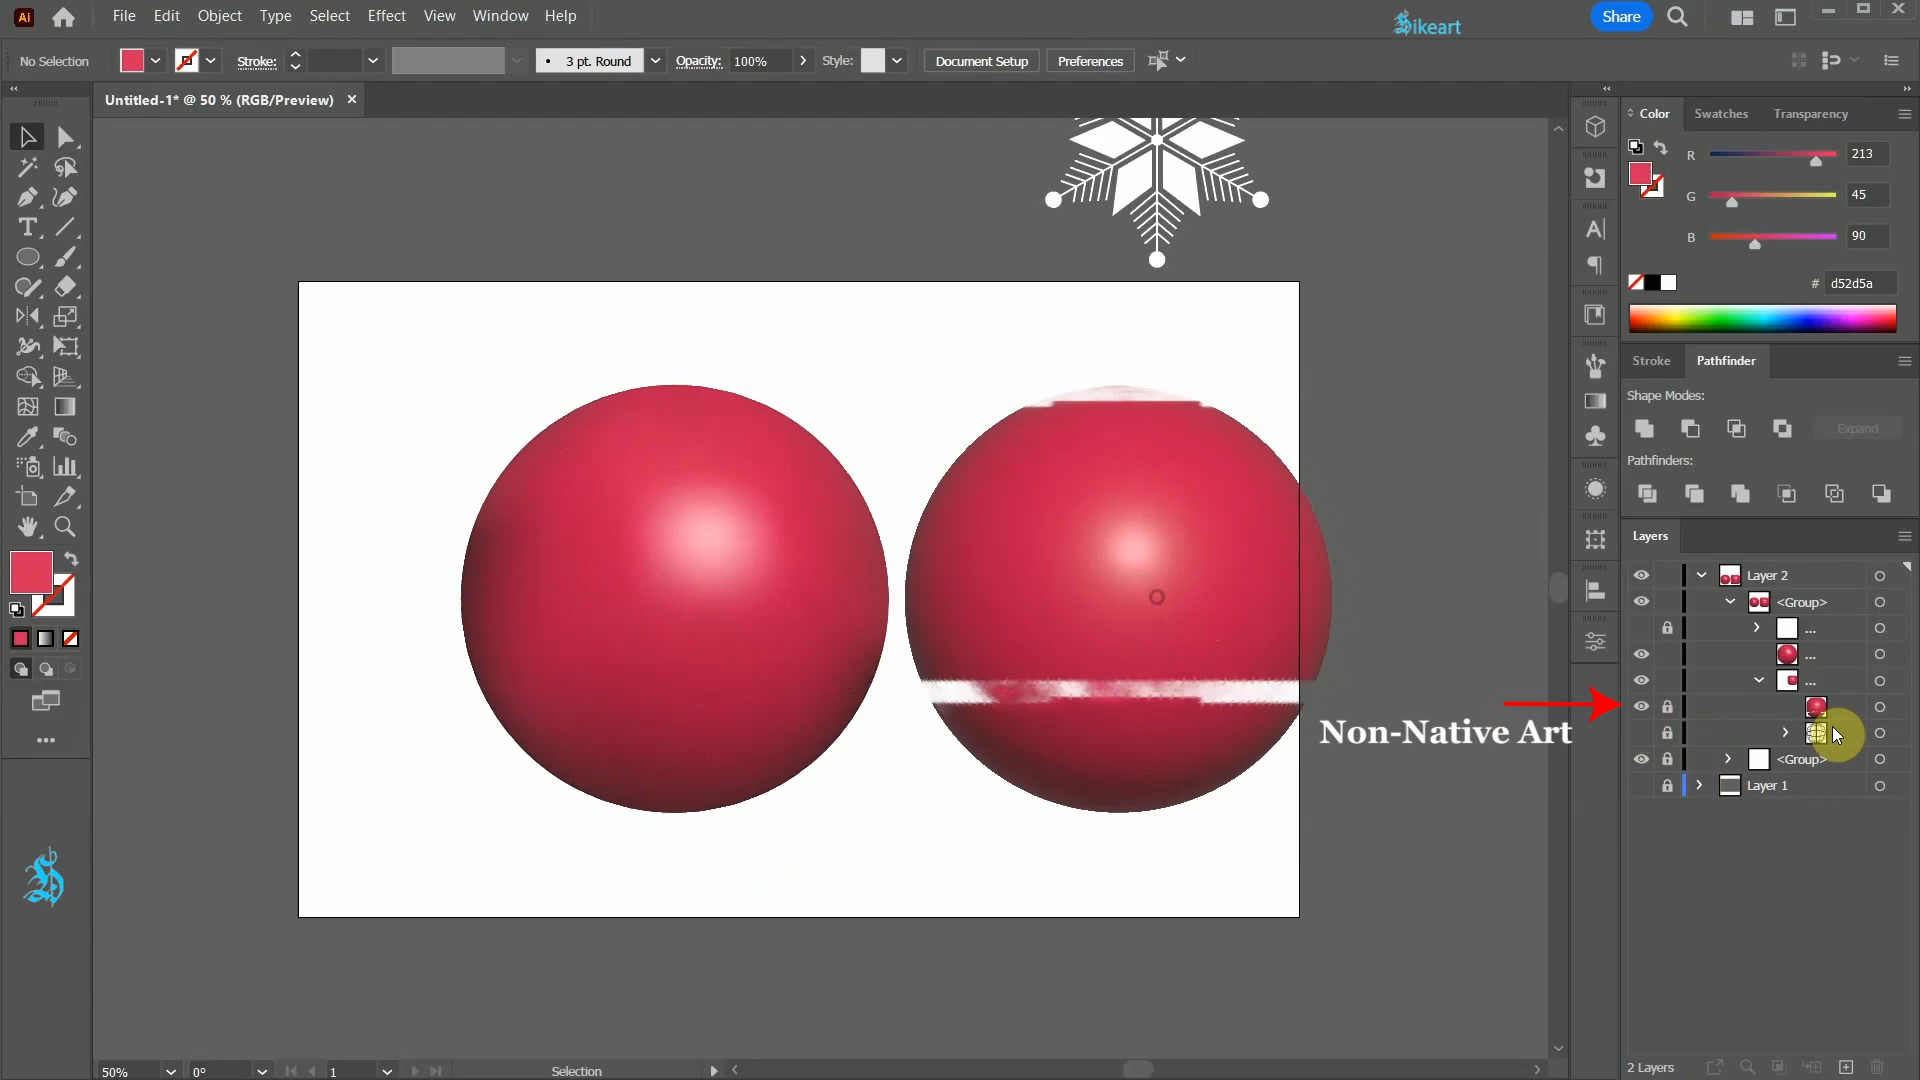 Ai File Edit Object Type Select Effect View Window Help
Sikeart
Share
No Selection Stroke: 3 pt. Round Opacity: 100% Style: Document Setup Preferences
Untitled-1* @ 50 % (RGB/Preview)
Color Swatches Transparency
R 213
G 45
B 90
# d52d5a
Stroke Pathfinder
Shape Modes:
Expand
Pathfinders:
Layers
Layer 2
<Group>
...
...
...
Non-Native Art
<Group>
Layer 1
50% 0° 1 Selection
2 Layers